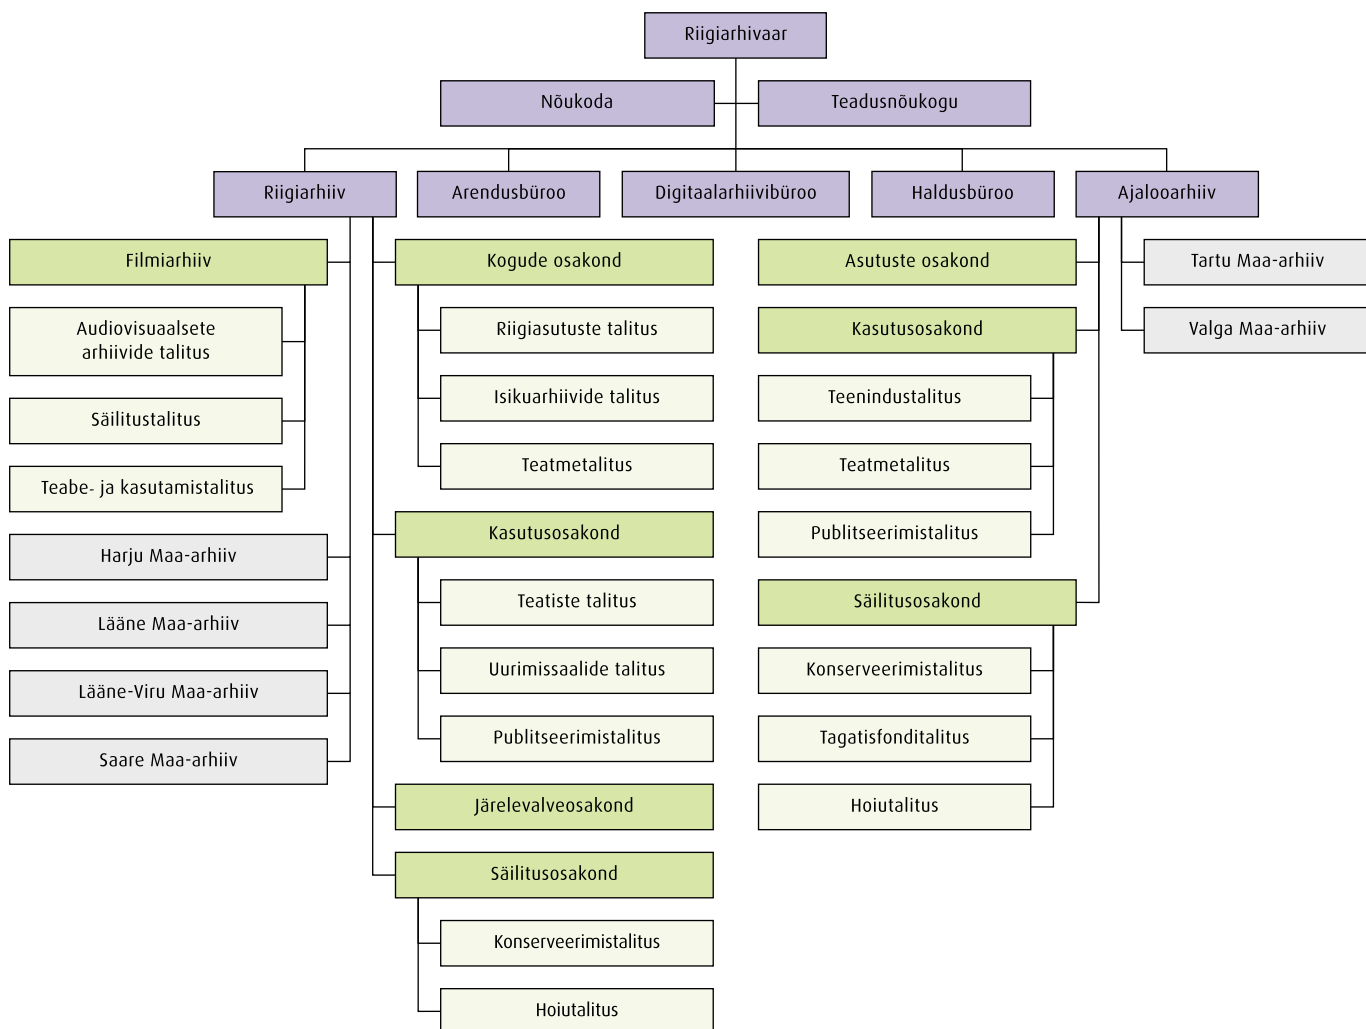 Riigiarhivaar
Nõukoda
Teadusnõukogu
Riigiarhiiv
Arendusbüroo
Digitaalarhiivibüroo
Haldusbüroo
Ajalooarhiiv
Filmiarhiiv
Audiovisuaalsete
arhiivide talitus
Säilitustalitus
Teabe- ja kasutamistalitus
Harju Maa-arhiiv
Lääne Maa-arhiiv
Lääne-Viru Maa-arhiiv
Saare Maa-arhiiv
Kogude osakond
Riigiasutuste talitus
Isikuarhiivide talitus
Teatmetalitus
Kasutusosakond
Teatiste talitus
Uurimissaalide talitus
Publitseerimistalitus
Järelevalveosakond
Säilitusosakond
Konserveerimistalitus
Hoiutalitus
Asutuste osakond
Kasutusosakond
Teenindustalitus
Teatmetalitus
Publitseerimistalitus
Säilitusosakond
Konserveerimistalitus
Tagatisfonditalitus
Hoiutalitus
Tartu Maa-arhiiv
Valga Maa-arhiiv